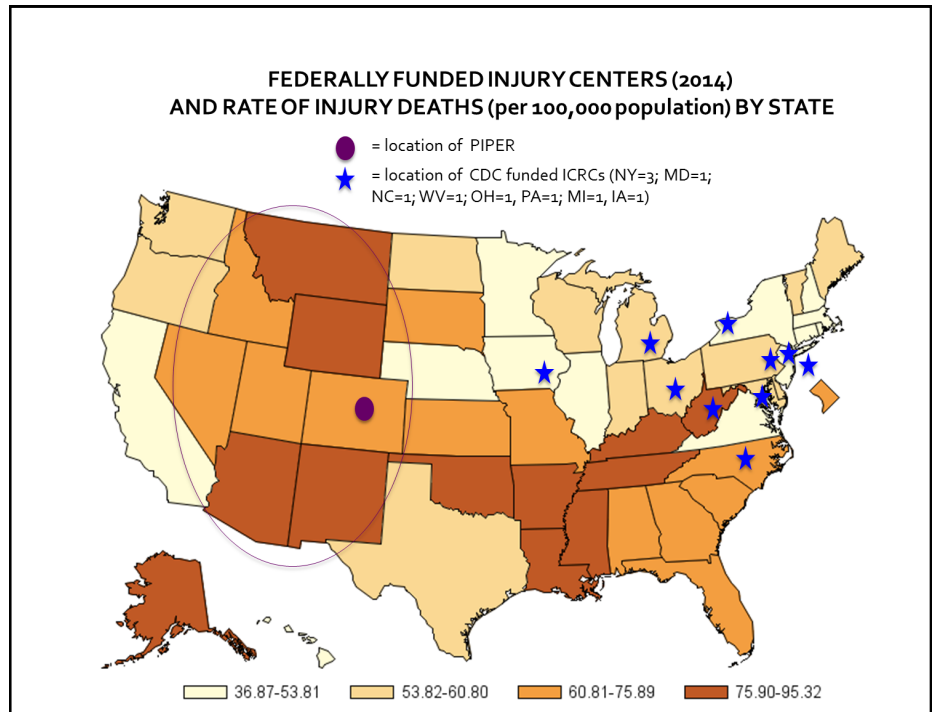 FEDERALLY FUNDED INJURY CENTERS (2014)
AND RATE OF INJURY DEATHS (per 100,000 population) BY STATE
= location of PIPER
= location of CDC funded ICRCs (NY=3; MD=1;
NC=1; WV=1; OH=1, PA=1; MI=1, IA=1)
36.87-53.81 53.82-60.80 60.81-75.89 75.90-95.32